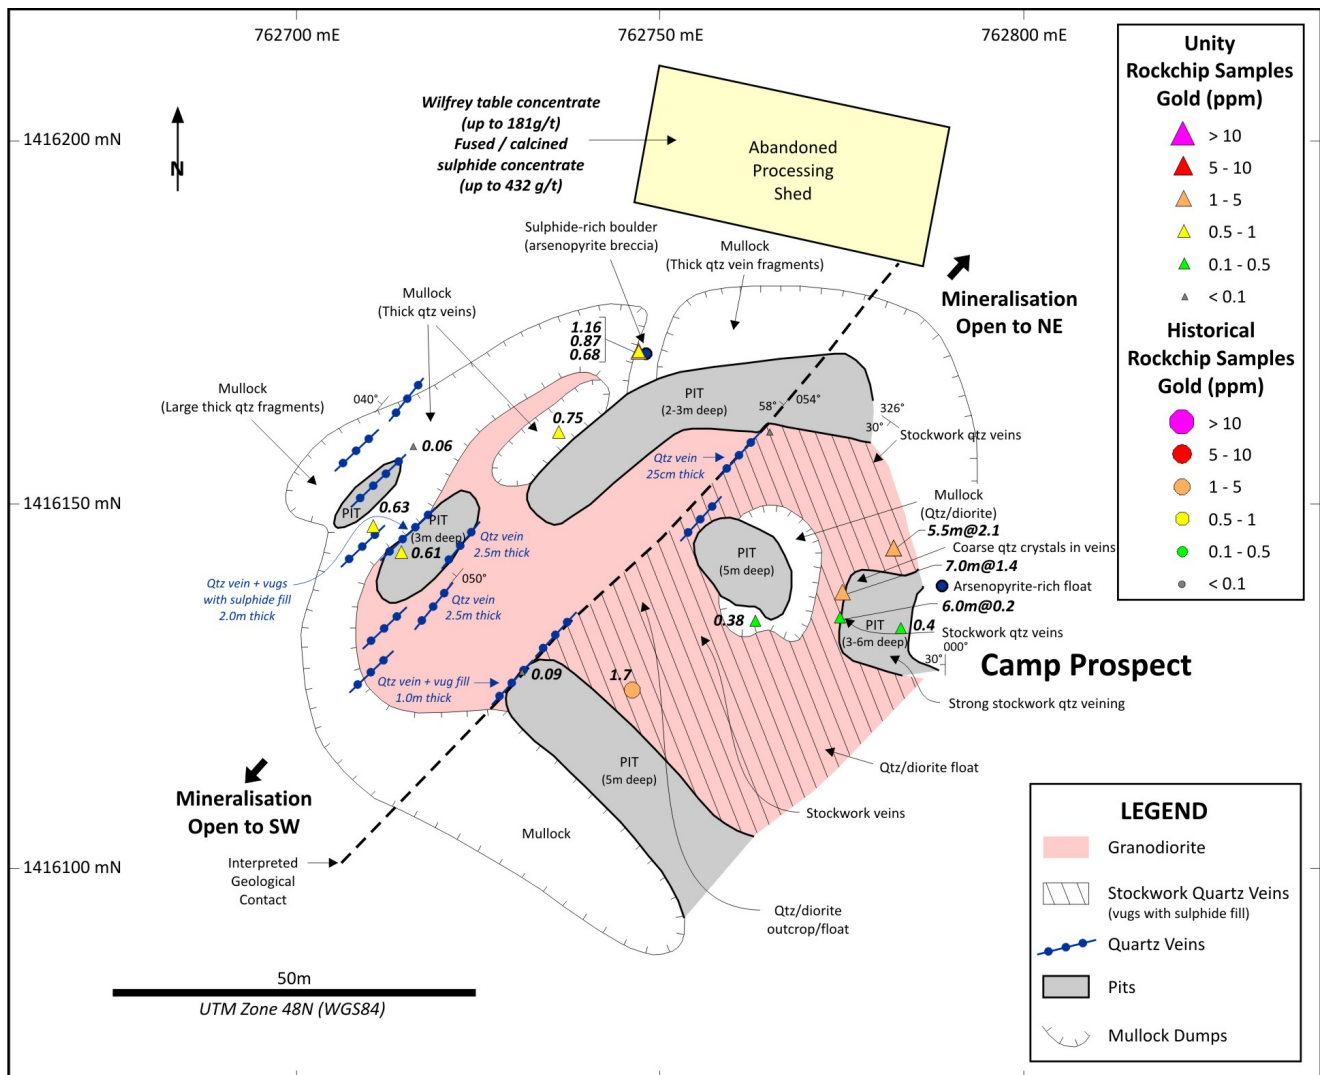 762700 mE
762750 mE
762800 mE
1416200 mN
1416150 mN
1416100 mN
N
Wilfrey table concentrate
(up to 181g/t)
Fused / calcined
sulphide concentrate
(up to 432 g/t)
Abandoned
Processing
Shed
Sulphide-rich boulder
(arsenopyrite breccia)
Mullock
(Thick qtz vein fragments)
Mineralisation
Open to NE
Mullock
(Thick qtz veins)
1.16
0.87
0.68
Mullock
(Large thick qtz fragments)
040°
0.06
0.75
PIT
(2-3m deep)
58°
054°
326°
30°
Stockwork qtz veins
Qtz vein
25cm thick
PIT
0.63
PIT
(3m deep)
0.61
Qtz vein
2.5m thick
050°
Qtz vein
2.5m thick
Qtz vein + vugs
with sulphide fill
2.0m thick
Mullock
(Qtz/diorite)
5.5m@2.1
Coarse qtz crystals in veins
7.0m@1.4
Arsenopyrite-rich float
6.0m@0.2
PIT
(5m deep)
0.38
PIT
(3-6m deep)
0.4
Stockwork qtz veins
000°
30°
Camp Prospect
Strong stockwork qtz veining
Qtz vein + vug fill
1.0m thick
0.09
1.7
PIT
(5m deep)
Qtz/diorite float
Stockwork veins
Qtz/diorite
outcrop/float
Mullock
Mineralisation
Open to SW
Interpreted
Geological
Contact
50m
UTM Zone 48N (WGS84)
Unity
Rockchip Samples
Gold (ppm)
> 10
5 - 10
1 - 5
0.5 - 1
0.1 - 0.5
< 0.1
Historical
Rockchip Samples
Gold (ppm)
> 10
5 - 10
1 - 5
0.5 - 1
0.1 - 0.5
< 0.1
LEGEND
Granodiorite
Stockwork Quartz Veins
(vugs with sulphide fill)
Quartz Veins
Pits
Mullock Dumps